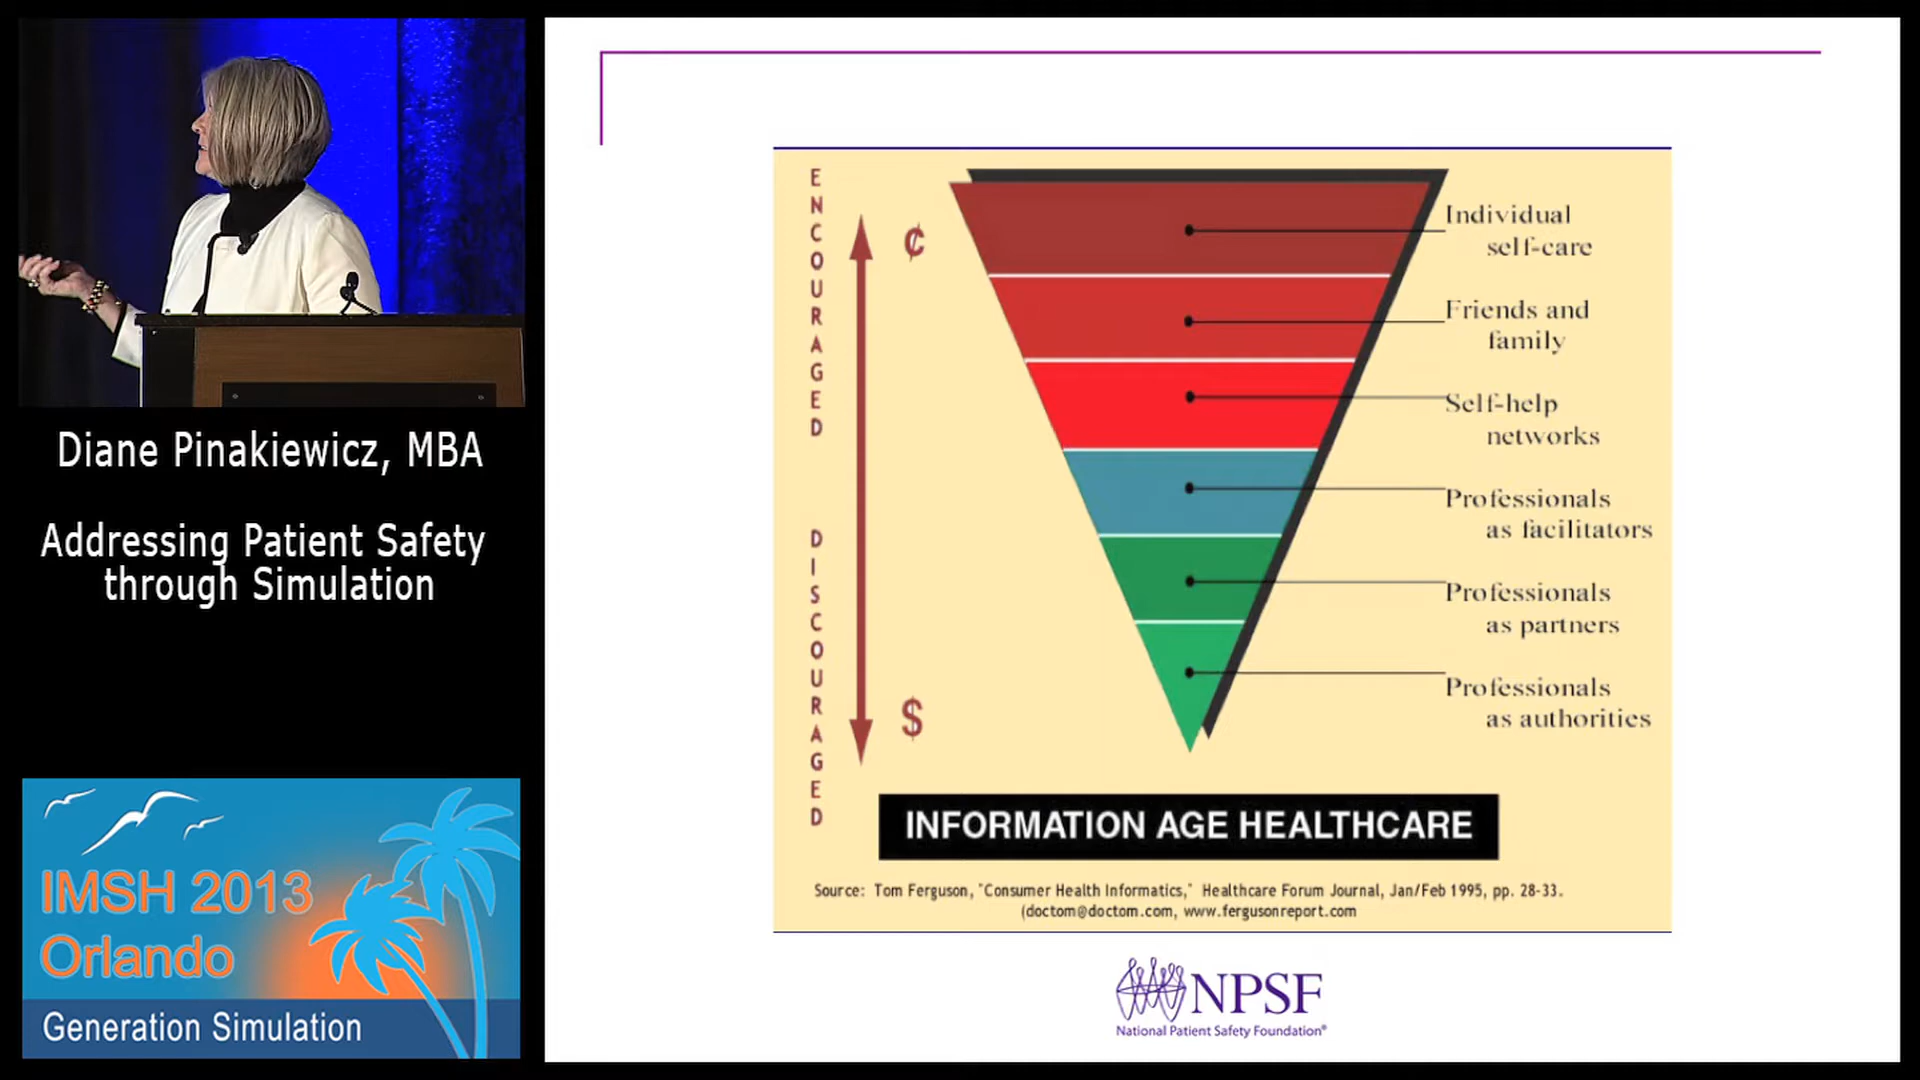 Diane Pinakiewicz, MBA
Addressing Patient Safety
through Simulation
IMSH 2013
Orlando
Generation Simulation
ENCOURAGED
DISCOURAGED
¢
$
Individual
self-care
Friends and
family
Self-help
networks
Professionals
as facilitators
Professionals
as partners
Professionals
as authorities
INFORMATION AGE HEALTHCARE
Source: Tom Ferguson, "Consumer Health Informatics," Healthcare Forum Journal, Jan/Feb 1995, pp. 28-33.
(doctom@doctom.com, www.fergusonreport.com
NPSF
National Patient Safety Foundation®